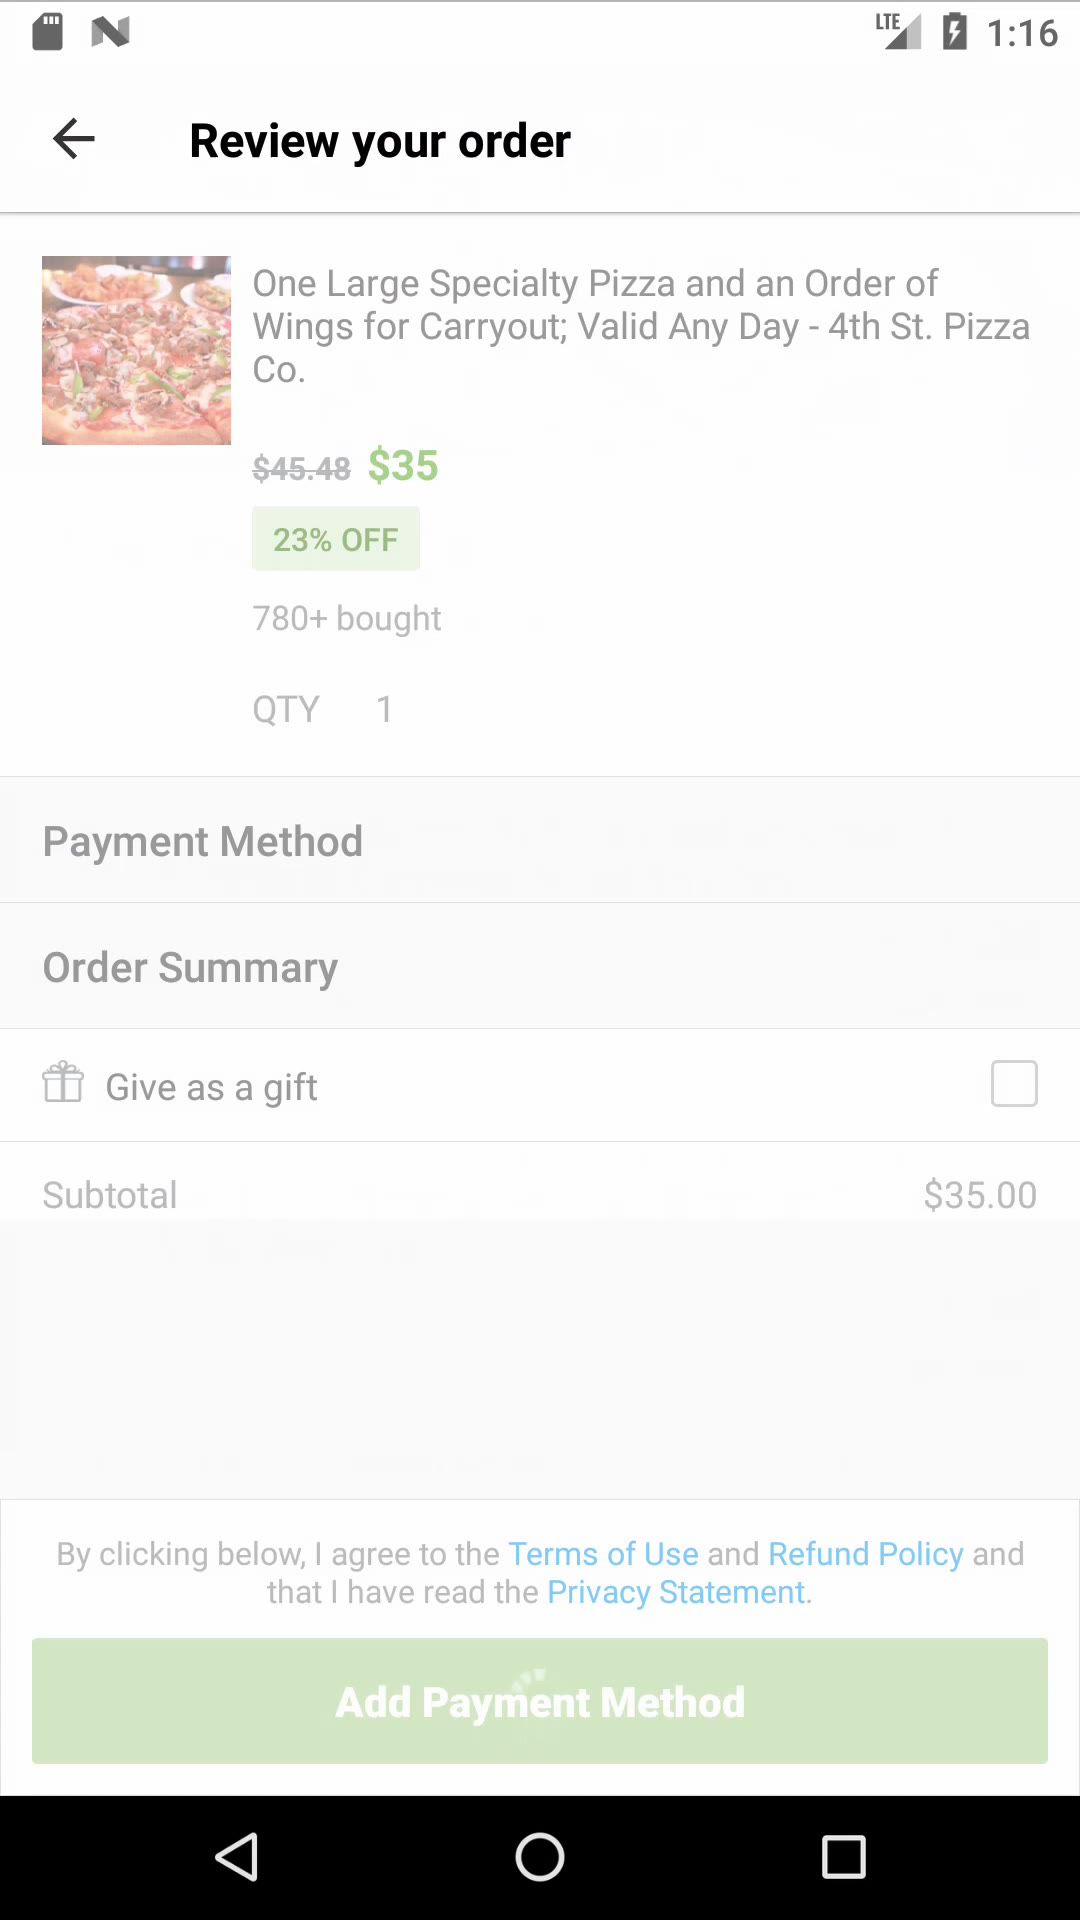 LTE 1:16
Review your order
One Large Specialty Pizza and an Order of
Wings for Carryout; Valid Any Day - 4th St. Pizza
Co.
$45.48 $35
23% OFF
780+ bought
QTY 1
Payment Method
Order Summary
Give as a gift
Subtotal $35.00
By clicking below, I agree to the Terms of Use and Refund Policy and
that I have read the Privacy Statement.
Add Payment Method